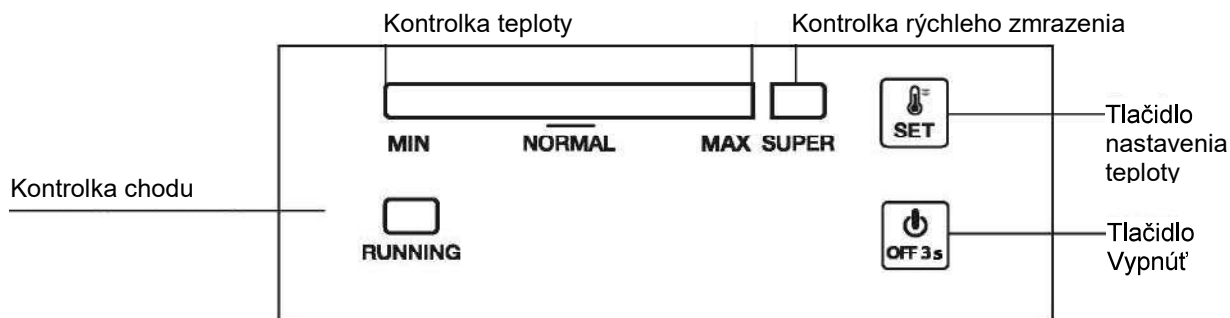 Kontrolka teploty
Kontrolka rýchleho zmrazenia
MIN
NORMAL
MAX
SUPER
SET
Tlačidlo
nastavenia
teploty
Kontrolka chodu
RUNNING
OFF 3s
Tlačidlo
Vypnúť